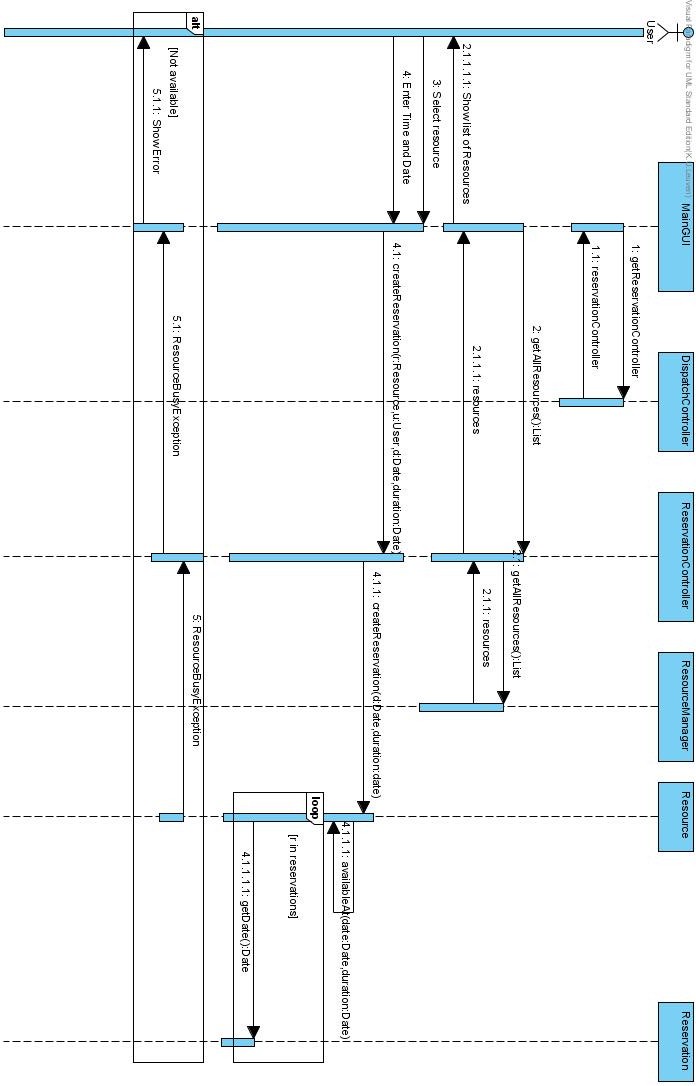 Visual Paradigm for UML Standard Edition(K.U.Leuven)
User
MainGUI
DispatchController
ReservationController
ResourceManager
Resource
Reservation
1: getReservationController
1.1: reservationController
2: getAllResources():List
2.1: getAllResources():List
2.1.1: resources
2.1.1.1: resources
2.1.1.1.1: Show list of Resources
3: Select resource
4: Enter Time and Date
4.1: createReservation(r:Resource,u:User,d:Date,duration:Date)
4.1.1: createReservation(d:Date,duration:date)
4.1.1.1: availableAt(date:Date,duration:Date)
loop
[r in reservations]
4.1.1.1.1: getDate():Date
alt
[Not available]
5: ResourceBusyException
5.1: ResourceBusyException
5.1.1: ShowError